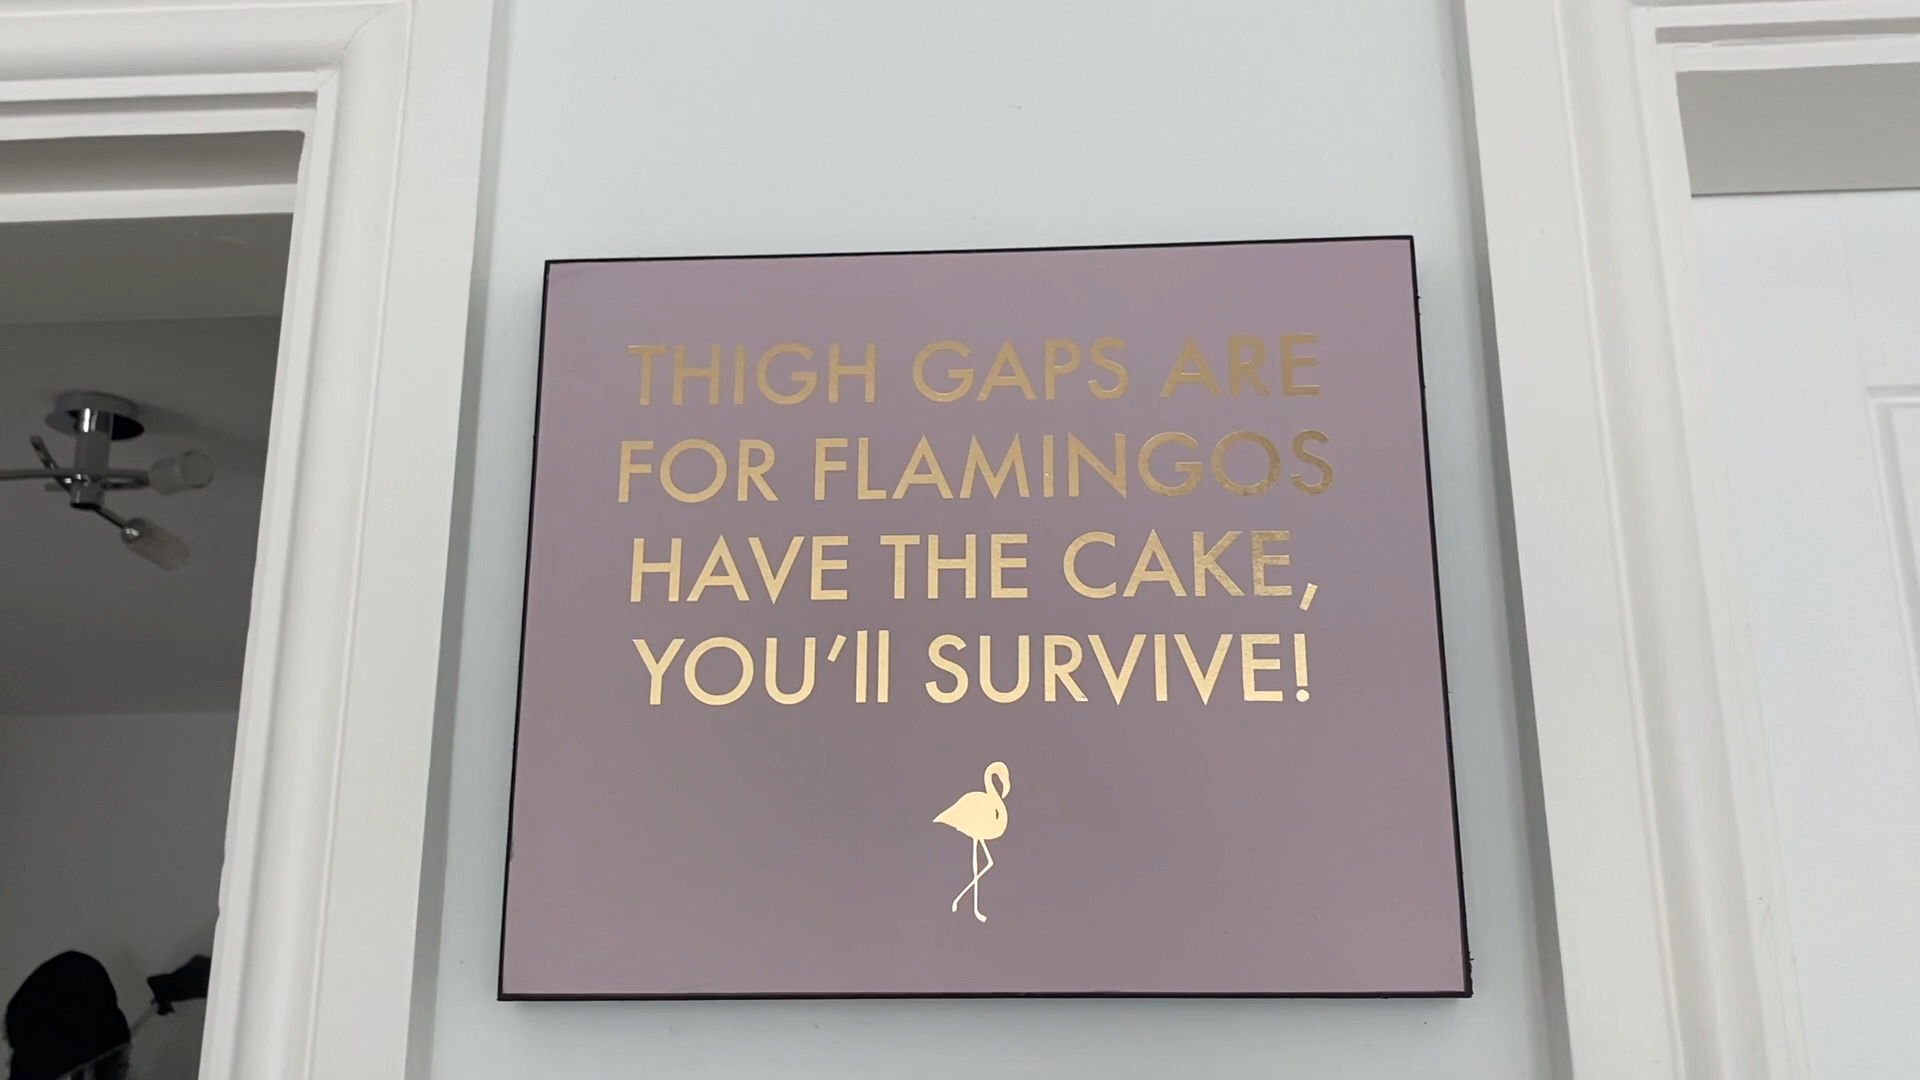 THIGH GAPS ARE
FOR FLAMINGOS
HAVE THE CAKE,
YOU'll SURVIVE!